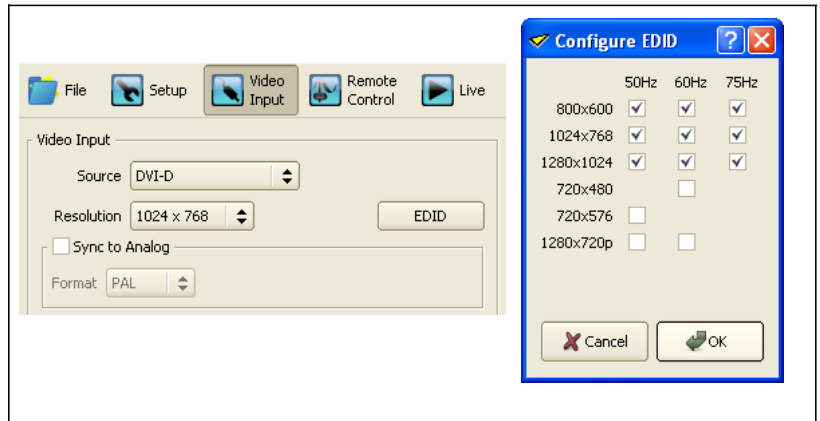 File
Setup
Video
Input
Remote
Control
Live
Video Input
Source DVI-D
Resolution 1024 x 768 EDID
Sync to Analog
Format PAL
Configure EDID
50Hz 60Hz 75Hz
800x600
1024x768
1280x1024
720x480
720x576
1280x720p
Cancel OK